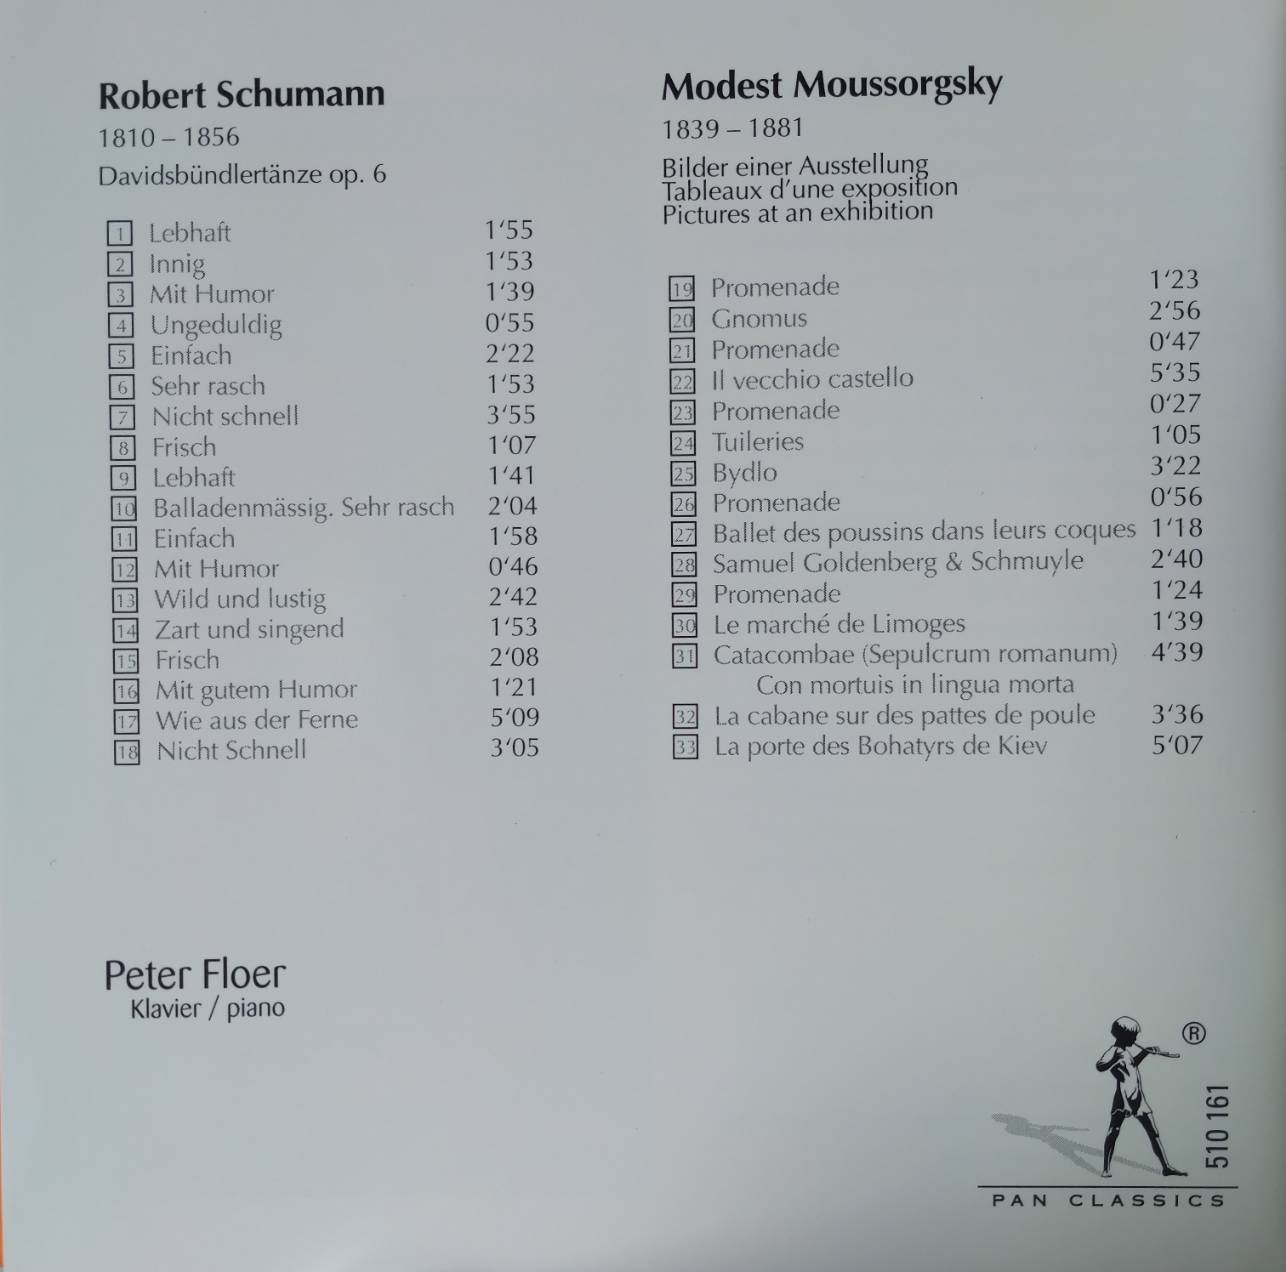 Robert Schumann
1810 – 1856
Davidsbündlertänze op. 6
1 Lebhaft 1‘55
2 Innig 1‘53
3 Mit Humor 1‘39
4 Ungeduldig 0‘55
5 Einfach 2‘22
6 Sehr rasch 1‘53
7 Nicht schnell 3‘55
8 Frisch 1‘07
9 Lebhaft 1‘41
10 Balladenmässig. Sehr rasch 2‘04
11 Einfach 1‘58
12 Mit Humor 0‘46
13 Wild und lustig 2‘42
14 Zart und singend 1‘53
15 Frisch 2‘08
16 Mit gutem Humor 1‘21
17 Wie aus der Ferne 5‘09
18 Nicht Schnell 3‘05
Peter Floer
Klavier / piano
Modest Moussorgsky
1839 – 1881
Bilder einer Ausstellung
Tableaux d’une exposition
Pictures at an exhibition
19 Promenade 1‘23
20 Gnomus 2‘56
21 Promenade 0‘47
22 Il vecchio castello 5‘35
23 Promenade 0‘27
24 Tuileries 1‘05
25 Bydlo 3‘22
26 Promenade 0‘56
27 Ballet des poussins dans leurs coques 1‘18
28 Samuel Goldenberg & Schmuyle 2‘40
29 Promenade 1‘24
30 Le marché de Limoges 1‘39
31 Catacombae (Sepulcrum romanum) 4’39
Con mortuis in lingua morta
32 La cabane sur des pattes de poule 3‘36
33 La porte des Bohatyrs de Kiev 5‘07
®
510 161
PAN CLASSICS